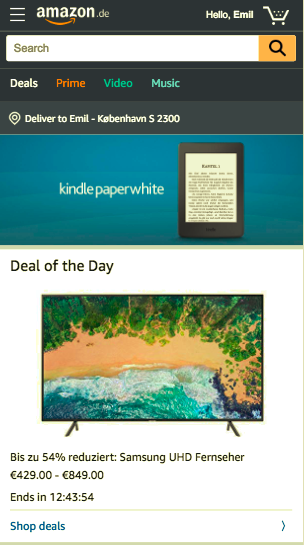 amazon.de
Hello, Emil
Search
Deals Prime Video Music
Deliver to Emil - København S 2300
kindle paperwhite
KAPITEL 1
Deal of the Day
Bis zu 54% reduziert: Samsung UHD Fernseher
€429.00 - €849.00
Ends in 12:43:54
Shop deals